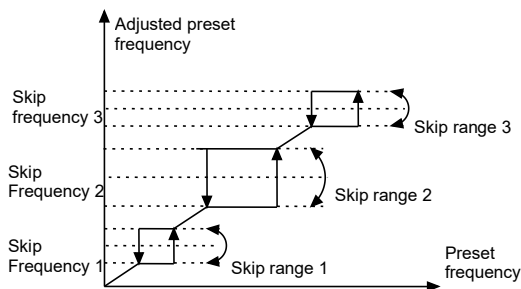 Adjusted preset
frequency
Skip
frequency 3
Skip range 3
Skip
Frequency 2
Skip range 2
Skip
Frequency 1
Skip range 1
Preset
frequency